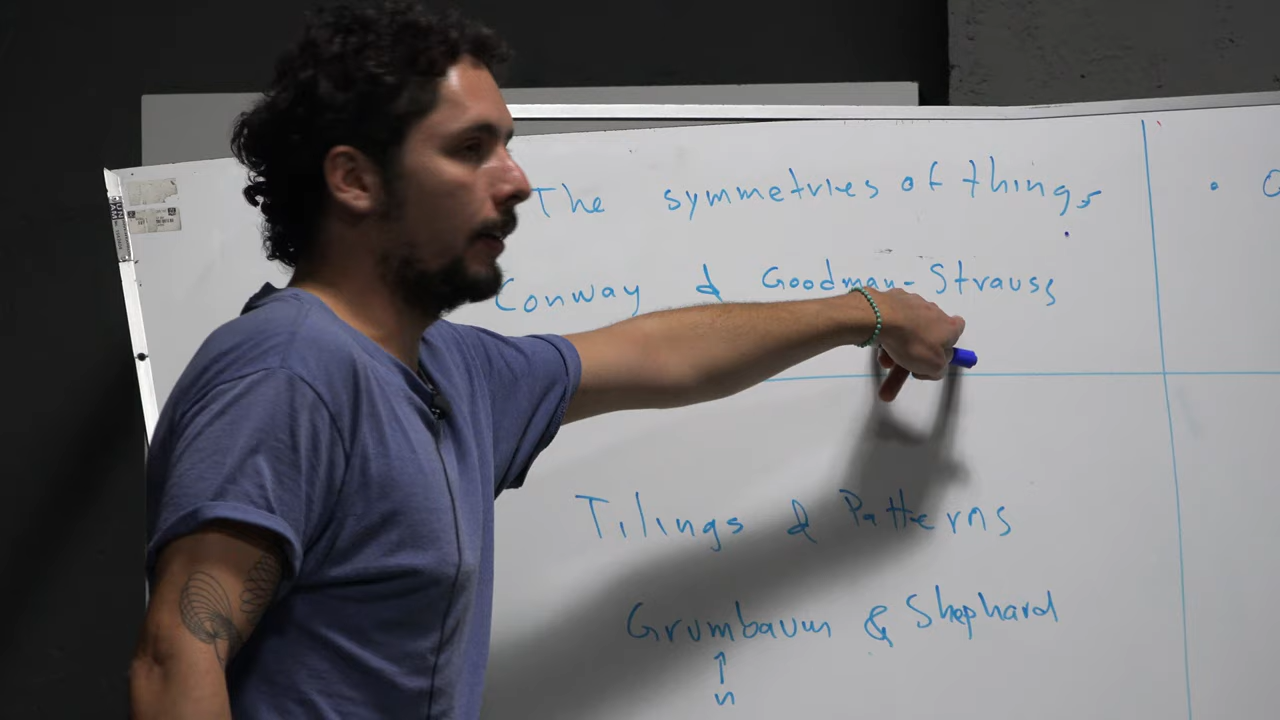 The symmetries of things
Conway & Goodman-Strauss
Tilings & Patterns
Grumbaum & Shephard
↑
n